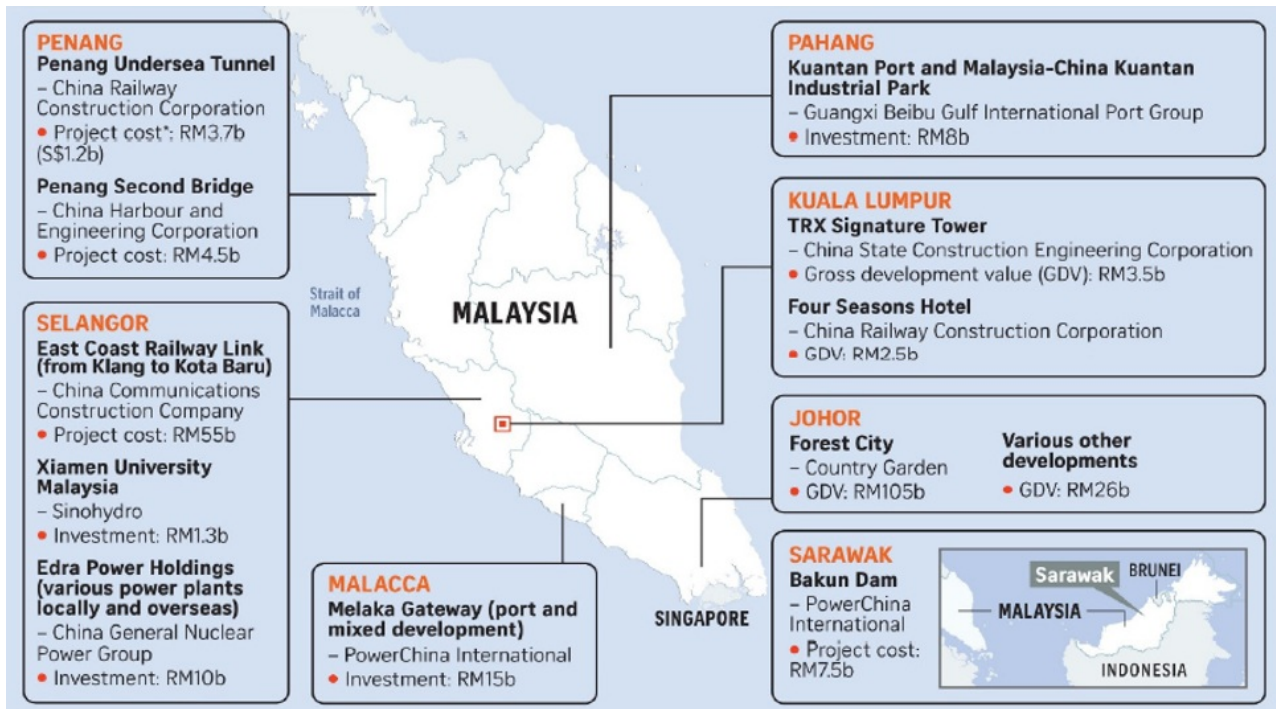 PENANG
Penang Undersea Tunnel
– China Railway
Construction Corporation
• Project cost*: RM3.7b
(S$1.2b)
Penang Second Bridge
– China Harbour and
Engineering Corporation
• Project cost: RM4.5b
SELANGOR
East Coast Railway Link
(from Klang to Kota Baru)
– China Communications
Construction Company
• Project cost: RM55b
Xiamen University
Malaysia
– Sinohydro
• Investment: RM1.3b
Edra Power Holdings
(various power plants
locally and overseas)
– China General Nuclear
Power Group
• Investment: RM10b
Strait of
Malacca
MALAYSIA
SINGAPORE
MALACCA
Melaka Gateway (port and
mixed development)
– PowerChina International
• Investment: RM15b
PAHANG
Kuantan Port and Malaysia-China Kuantan
Industrial Park
– Guangxi Beibu Gulf International Port Group
• Investment: RM8b
KUALA LUMPUR
TRX Signature Tower
– China State Construction Engineering Corporation
• Gross development value (GDV): RM3.5b
Four Seasons Hotel
– China Railway Construction Corporation
• GDV: RM2.5b
JOHOR
Forest City
– Country Garden
• GDV: RM105b
Various other
developments
• GDV: RM26b
SARAWAK
Bakun Dam
– PowerChina
International
• Project cost:
RM7.5b
Sarawak
BRUNEI
MALAYSIA
INDONESIA